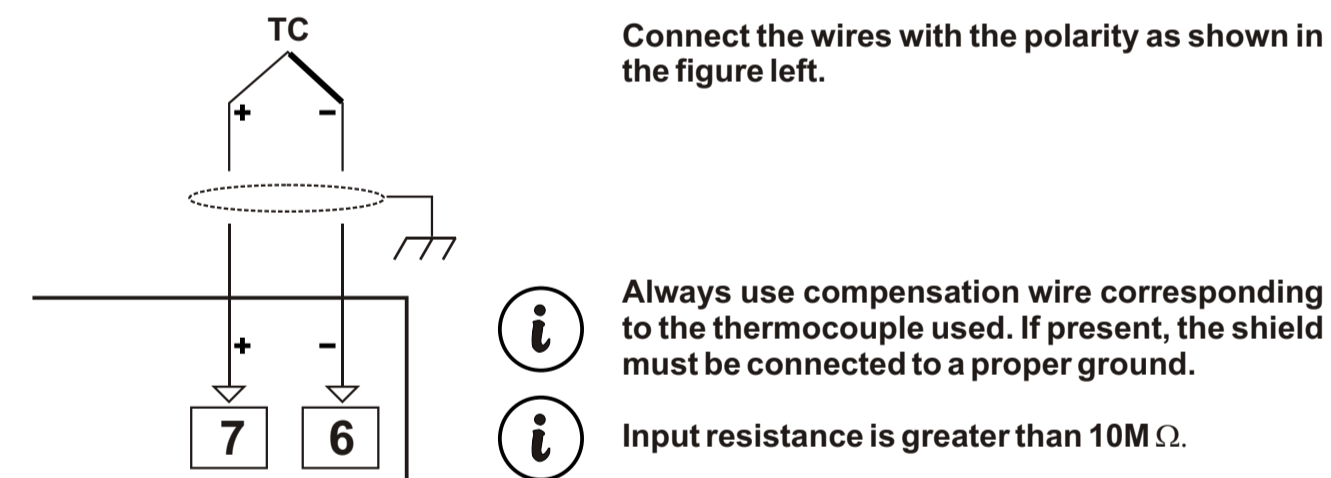 TC
Connect the wires with the polarity as shown in
the figure left.
+ −
Always use compensation wire corresponding
to the thermocouple used. If present, the shield
must be connected to a proper ground.
+ −
7 6
Input resistance is greater than 10M Ω.